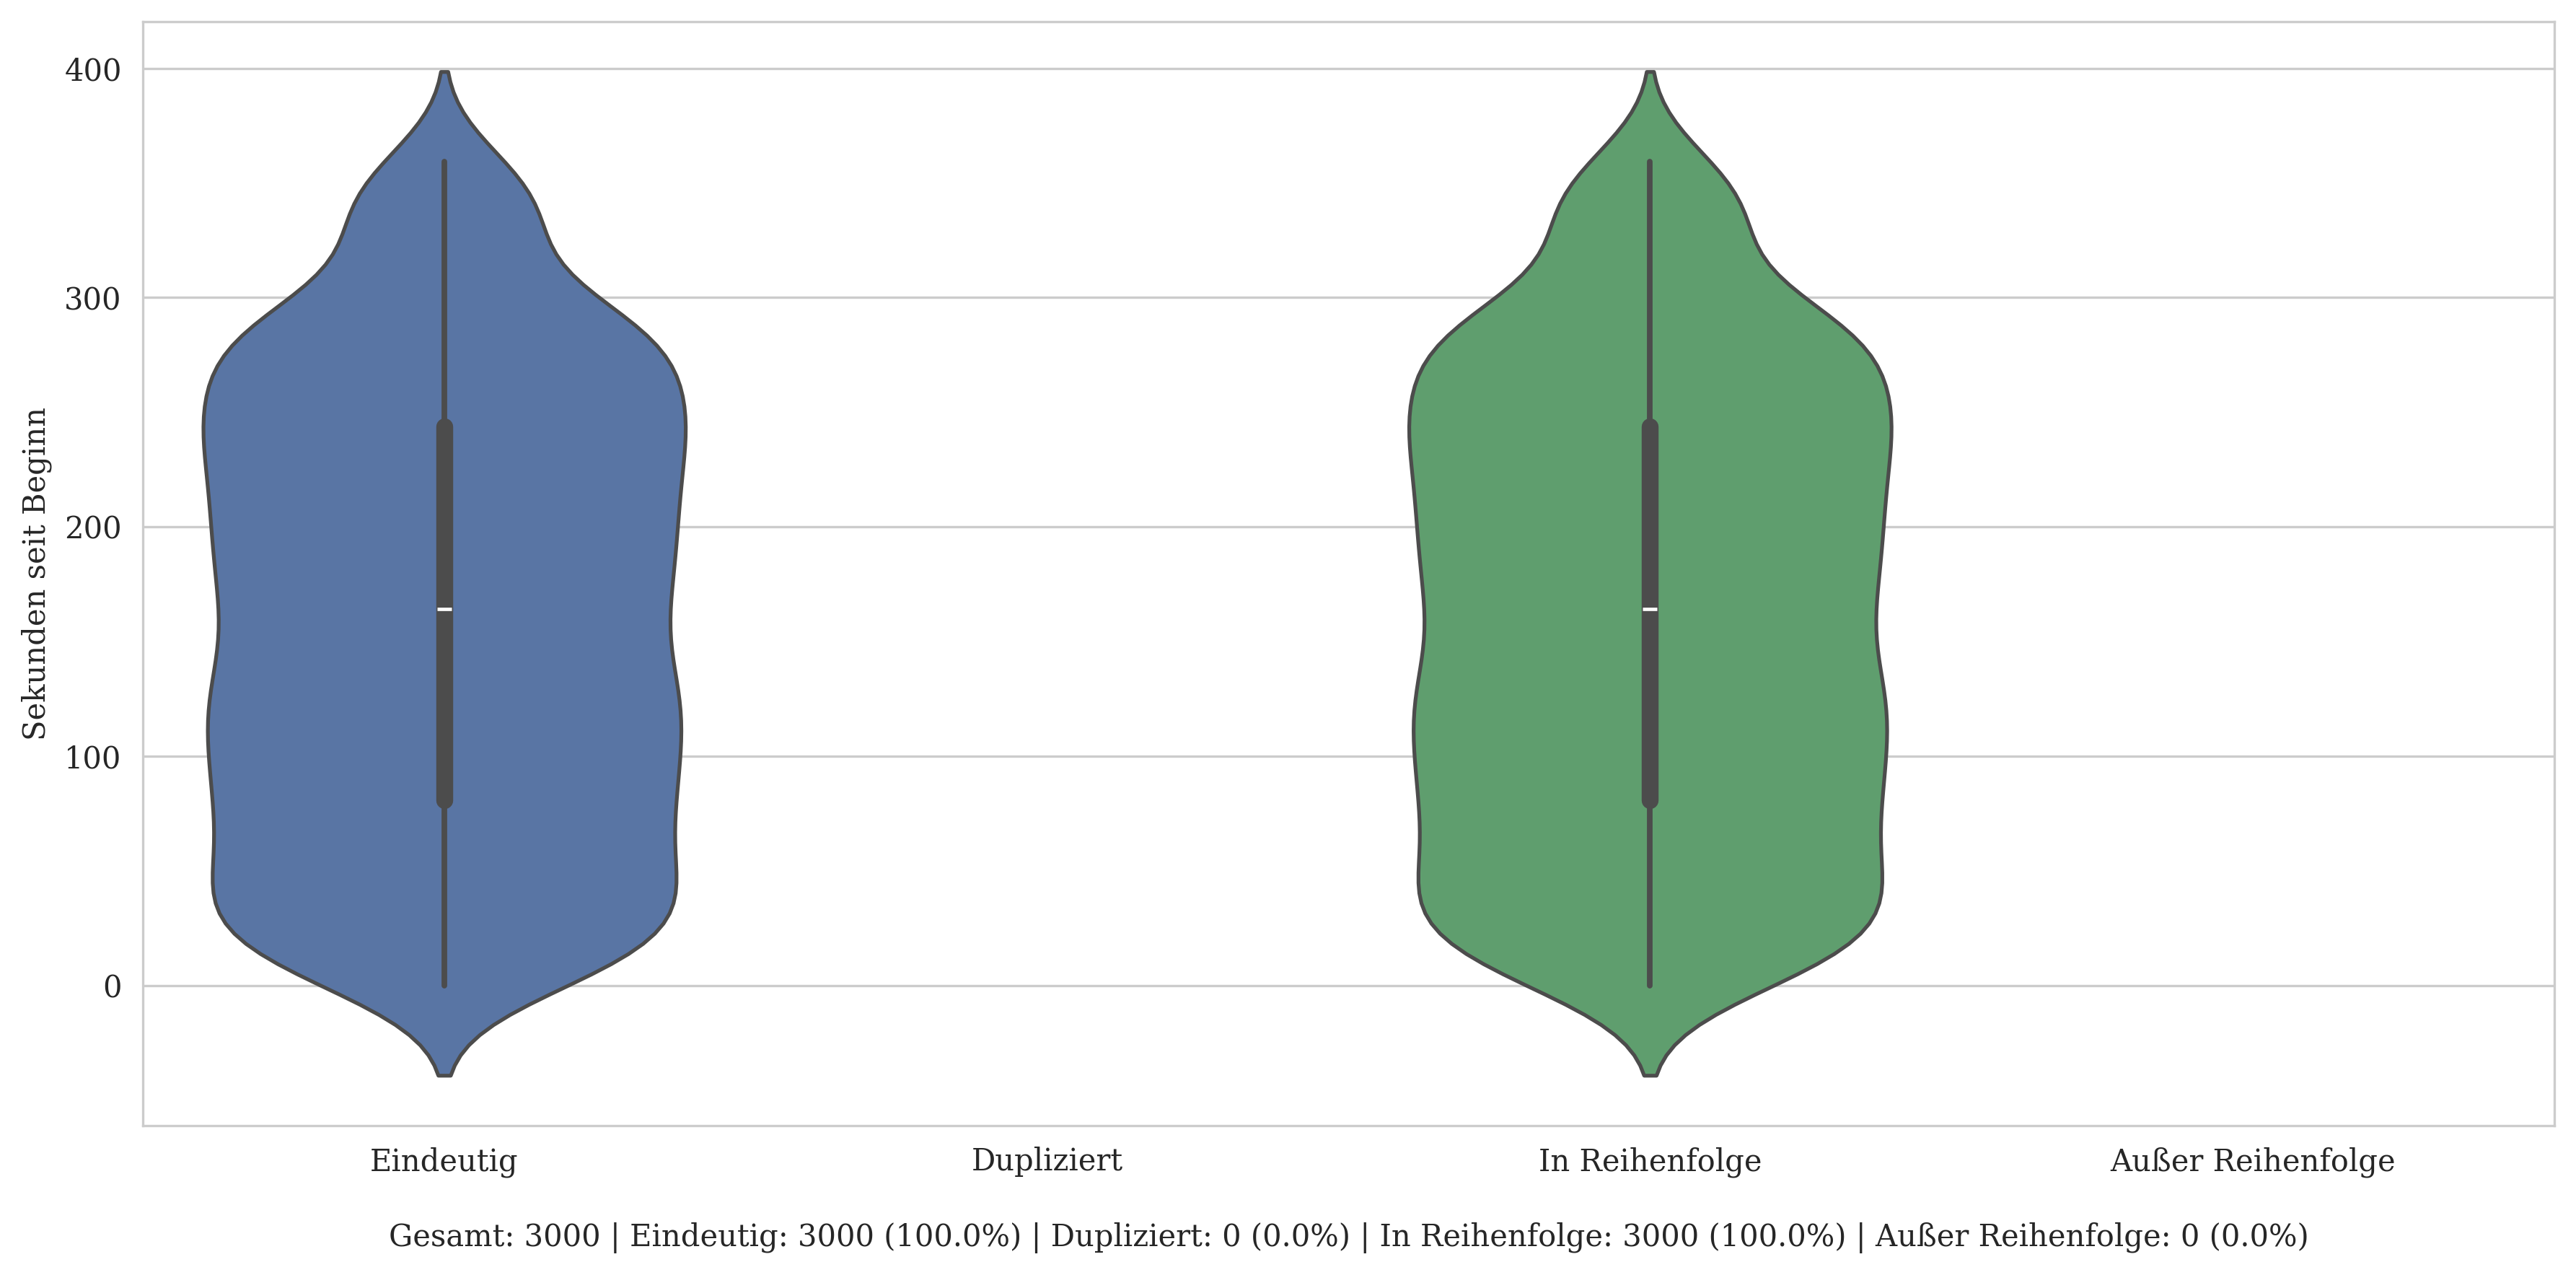 Sekunden seit Beginn
400
300
200
100
0
Eindeutig
Dupliziert
In Reihenfolge
Außer Reihenfolge
Gesamt: 3000 | Eindeutig: 3000 (100.0%) | Dupliziert: 0 (0.0%) | In Reihenfolge: 3000 (100.0%) | Außer Reihenfolge: 0 (0.0%)